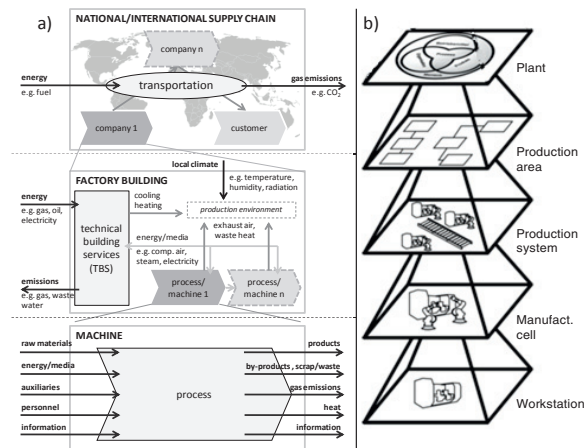 a)
NATIONAL/INTERNATIONAL SUPPLY CHAIN
company n
energy
e.g. fuel
transportation
gas emissions
e.g. CO2
company 1
customer
local climate
e.g. temperature,
humidity, radiation
FACTORY BUILDING
energy
e.g. gas, oil,
electricity
cooling
heating
production environment
technical
building
services
(TBS)
exhaust air,
waste heat
energy/media
e.g. comp. air,
steam, electricity
emissions
e.g. gas, waste
water
process/
machine 1
process/
machine n
MACHINE
raw materials
energy/media
auxiliaries
personnel
information
process
products
by-products, scrap/waste
gas emissions
heat
information
b)
Plant
Production
area
Production
system
Manufact.
cell
Workstation